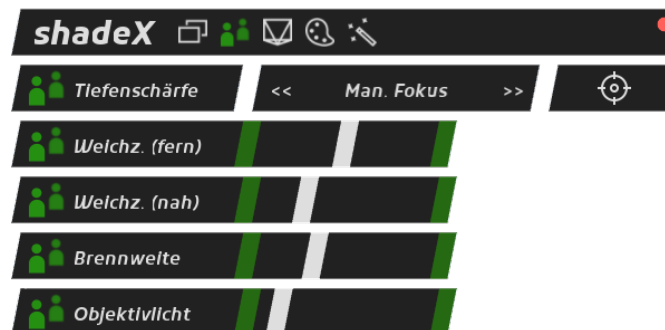 shadeX
Tiefenschärfe << Man. Fokus >>
Weichz. (fern)
Weichz. (nah)
Brennweite
Objektivlicht